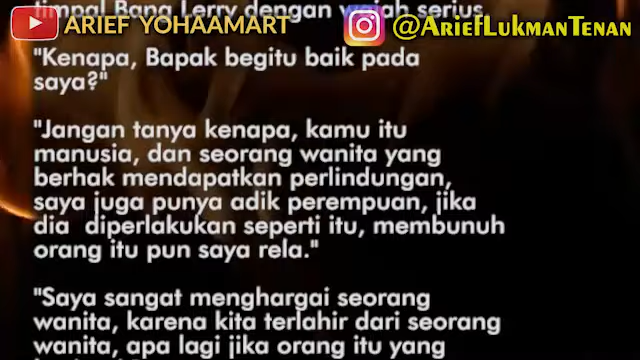 timpal Bang Lerry dengan wajah serius
ARIEF YOHAAMART
@AriefLukmanTenan
"Kenapa, Bapak begitu baik pada
saya?"
"Jangan tanya kenapa, kamu itu
manusia, dan seorang wanita yang
berhak mendapatkan perlindungan,
saya juga punya adik perempuan, jika
dia  diperlakukan seperti itu, membunuh
orang itu pun saya rela."
"Saya sangat menghargai seorang
wanita, karena kita terlahir dari seorang
wanita, apa lagi jika orang itu yang